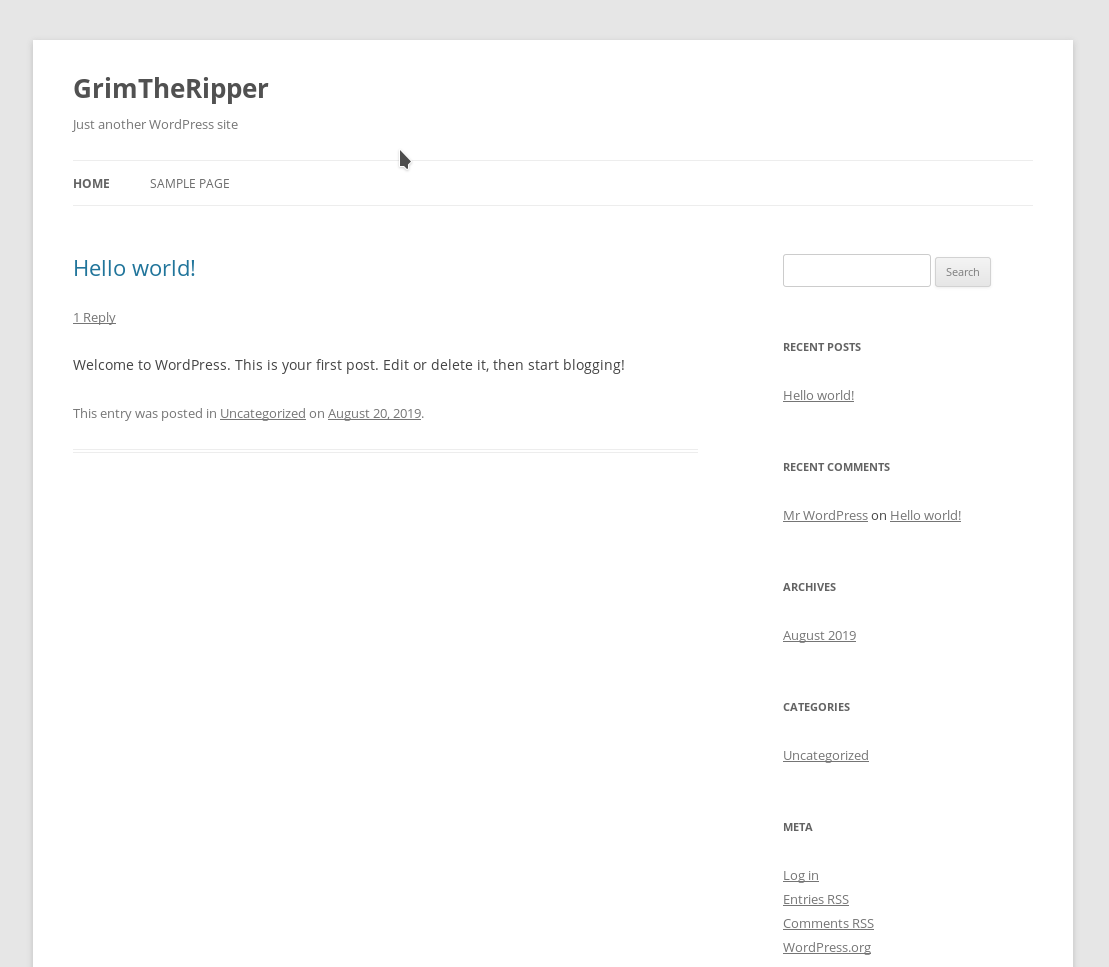 GrimTheRipper
Just another WordPress site
HOME SAMPLE PAGE
Hello world!
1 Reply
Welcome to WordPress. This is your first post. Edit or delete it, then start blogging!
This entry was posted in Uncategorized on August 20, 2019.
Search
RECENT POSTS
Hello world!
RECENT COMMENTS
Mr WordPress on Hello world!
ARCHIVES
August 2019
CATEGORIES
Uncategorized
META
Log in
Entries RSS
Comments RSS
WordPress.org